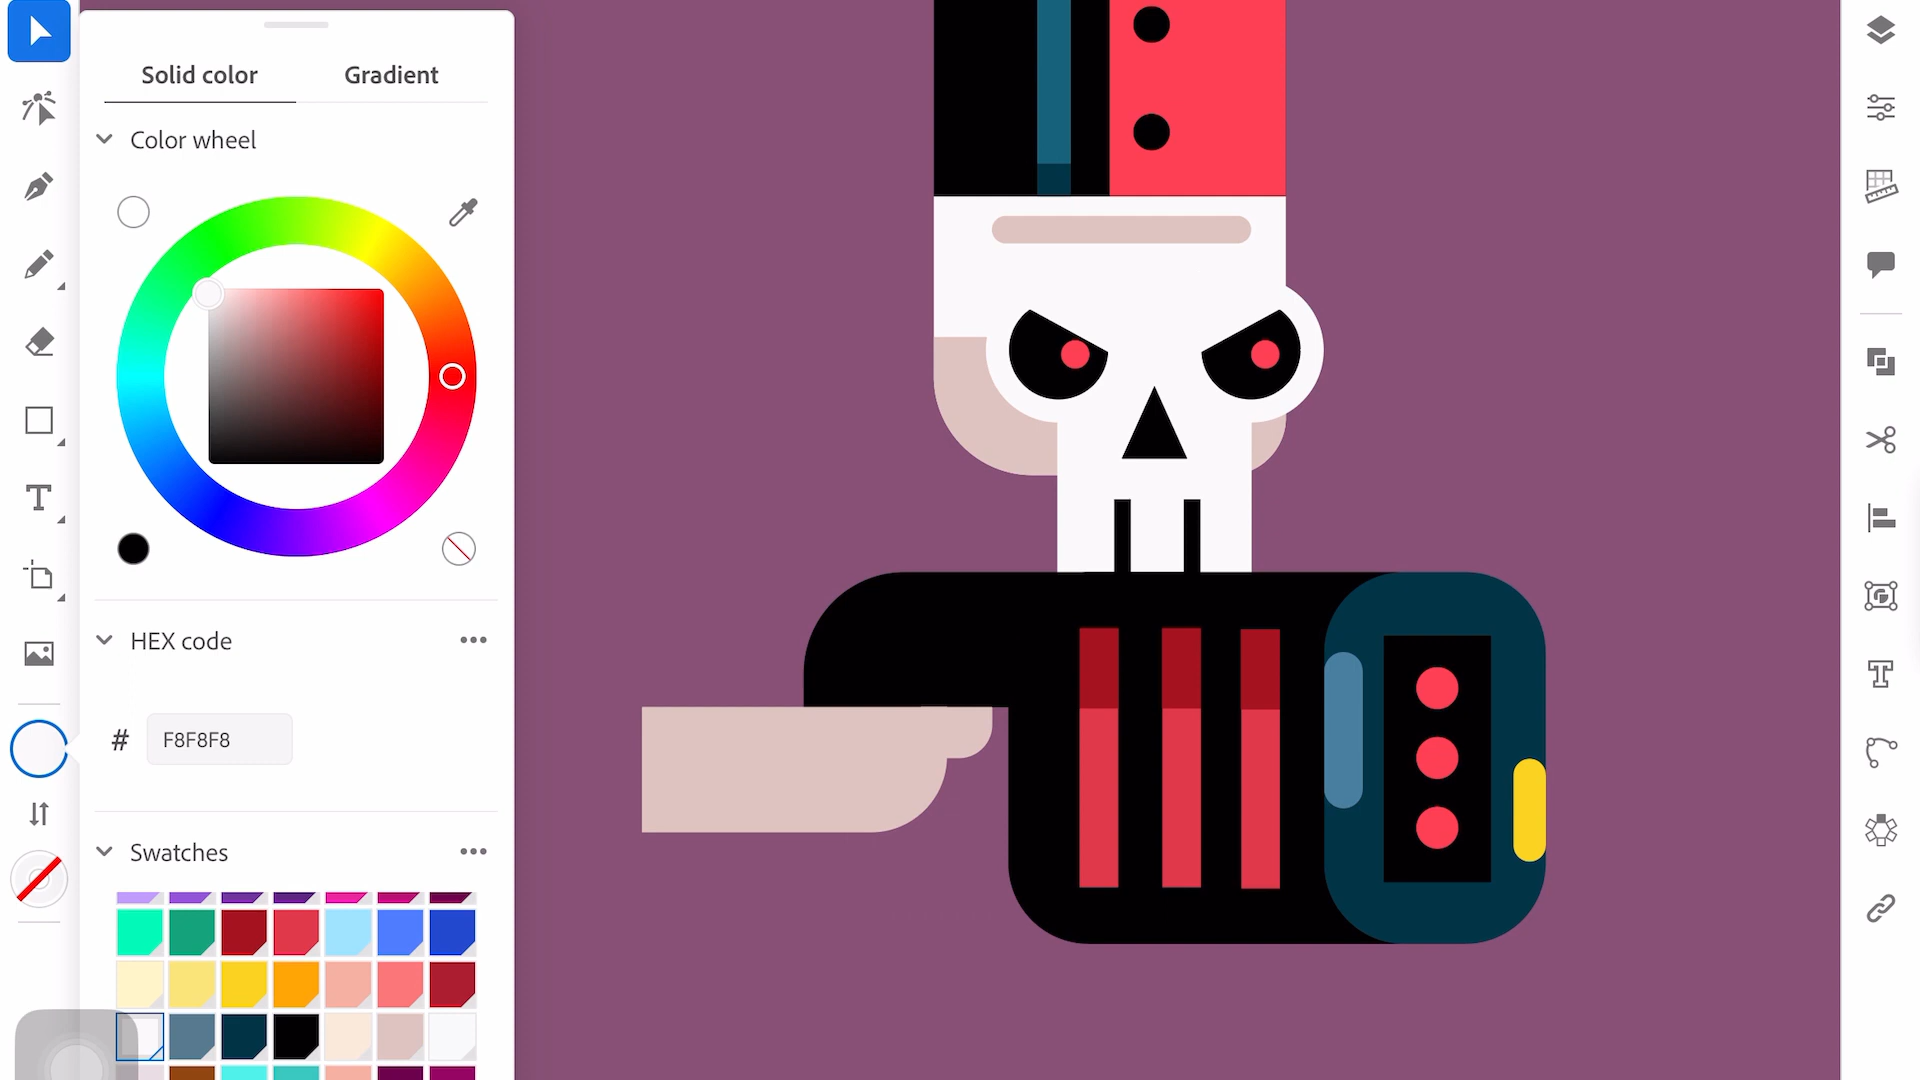 Solid color
Gradient
Color wheel
HEX code
# F8F8F8
Swatches